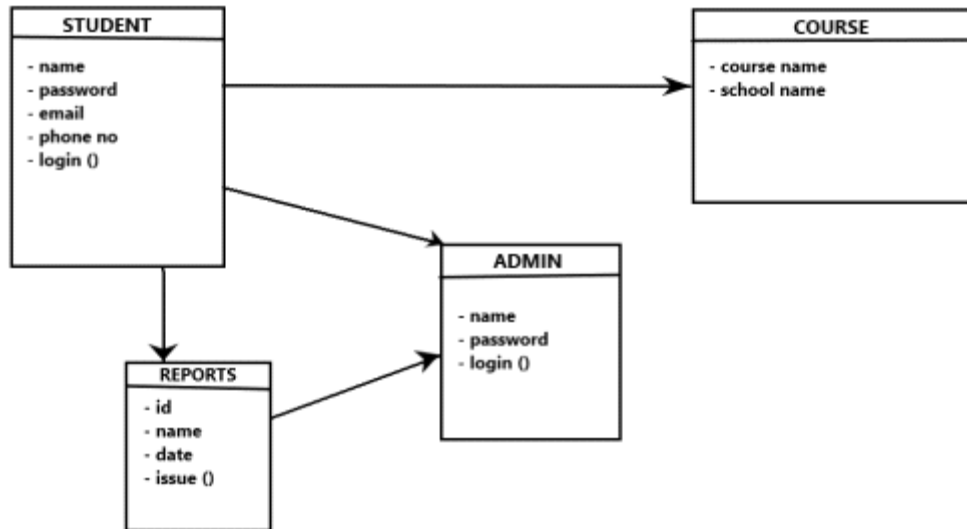 STUDENT
- name
- password
- email
- phone no
- login ()
COURSE
- course name
- school name
ADMIN
- name
- password
- login ()
REPORTS
- id
- name
- date
- issue ()